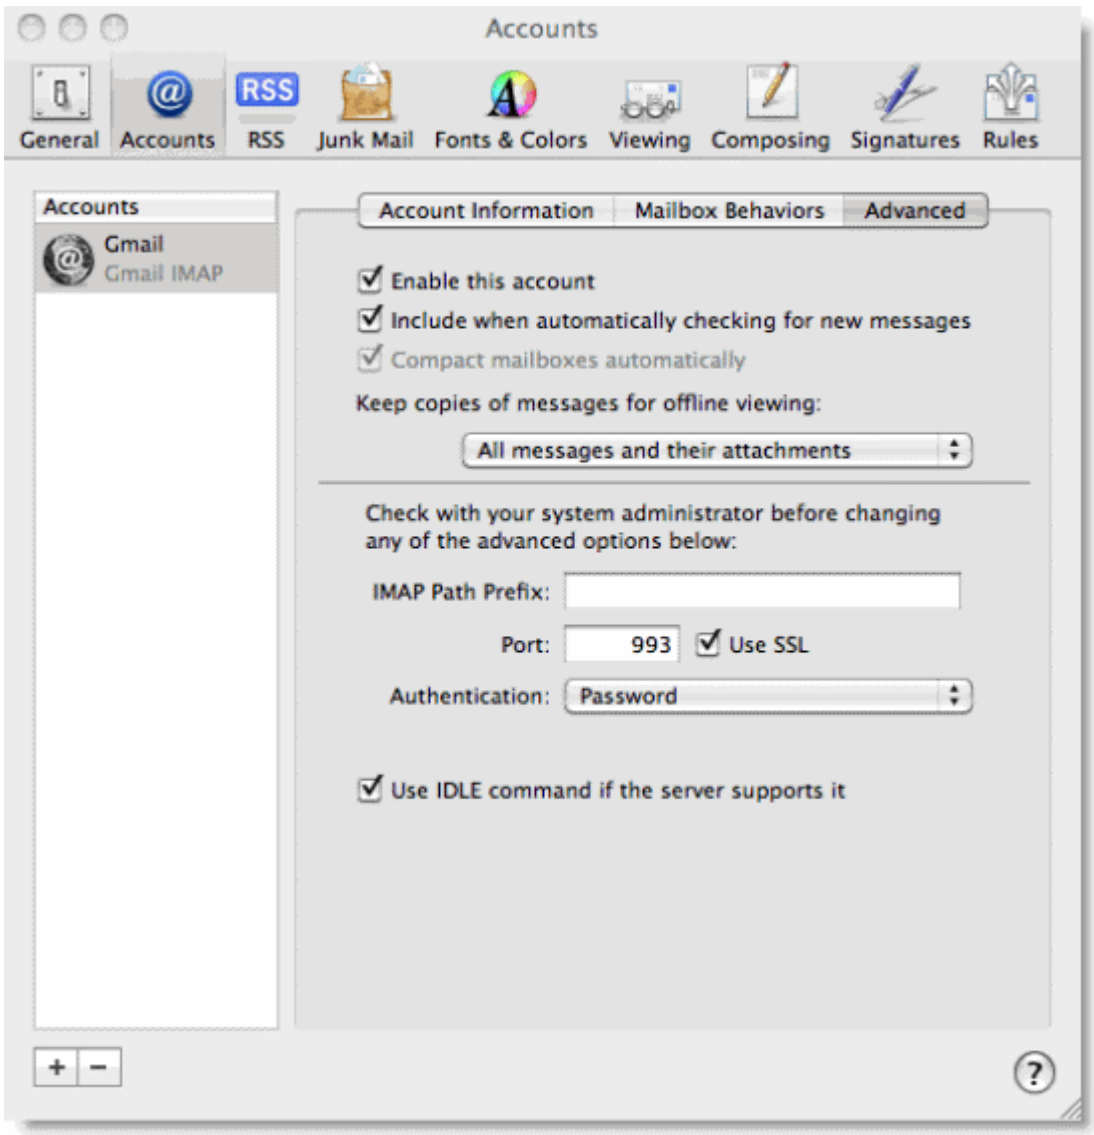 Accounts
RSS
General Accounts RSS Junk Mail Fonts & Colors Viewing Composing Signatures Rules
Accounts
Gmail
Gmail IMAP
Account Information Mailbox Behaviors Advanced
Enable this account
Include when automatically checking for new messages
Compact mailboxes automatically
Keep copies of messages for offline viewing:
All messages and their attachments
Check with your system administrator before changing
any of the advanced options below:
IMAP Path Prefix:
Port: 993 Use SSL
Authentication: Password
Use IDLE command if the server supports it
+ − ?